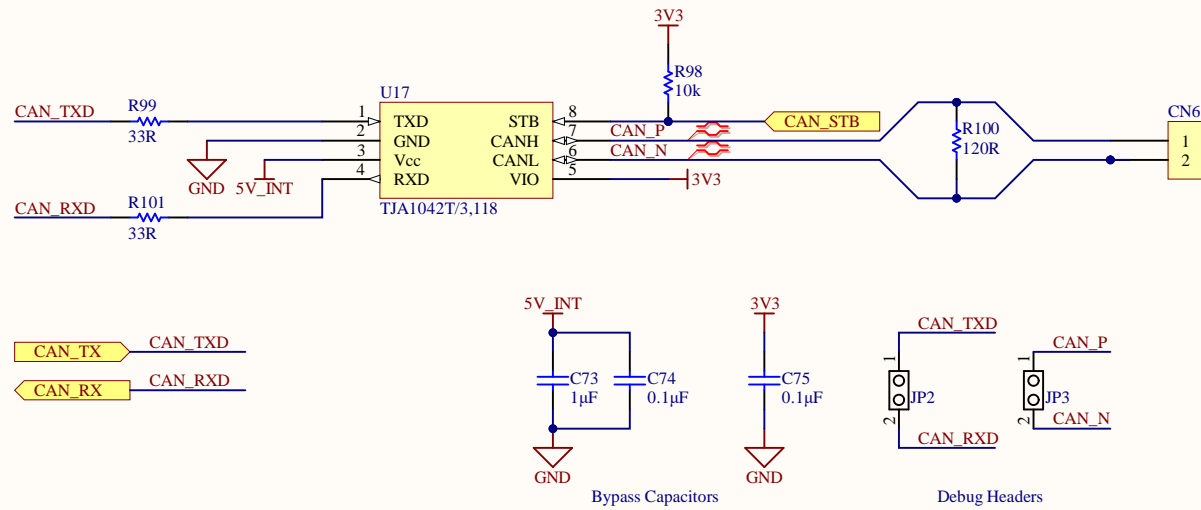 3V3
R98
10k
U17
CAN_TXD
R99
33R
1
TXD
STB
8
CAN_STB
CN6
2
GND
CANH
7
CAN_P
R100
120R
1
3
Vcc
CANL
6
CAN_N
2
4
RXD
VIO
5
3V3
GND
5V_INT
CAN_RXD
R101
33R
TJA1042T/3,118
5V_INT
3V3
CAN_TXD
CAN_TX
CAN_TXD
1
1
CAN_P
CAN_RX
CAN_RXD
C73
1µF
C74
0.1µF
C75
0.1µF
JP2
JP3
2
2
CAN_N
CAN_RXD
GND
GND
Bypass Capacitors
Debug Headers